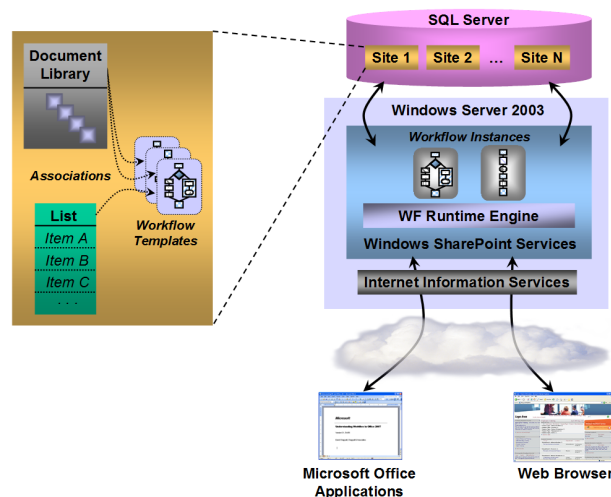 SQL Server
Site 1
Site 2
...
Site N
Document
Library
Associations
Workflow
Templates
List
Item A
Item B
Item C
. . .
Windows Server 2003
Workflow Instances
WF Runtime Engine
Windows SharePoint Services
Internet Information Services
Microsoft
Microsoft Office
Applications
Web Browser